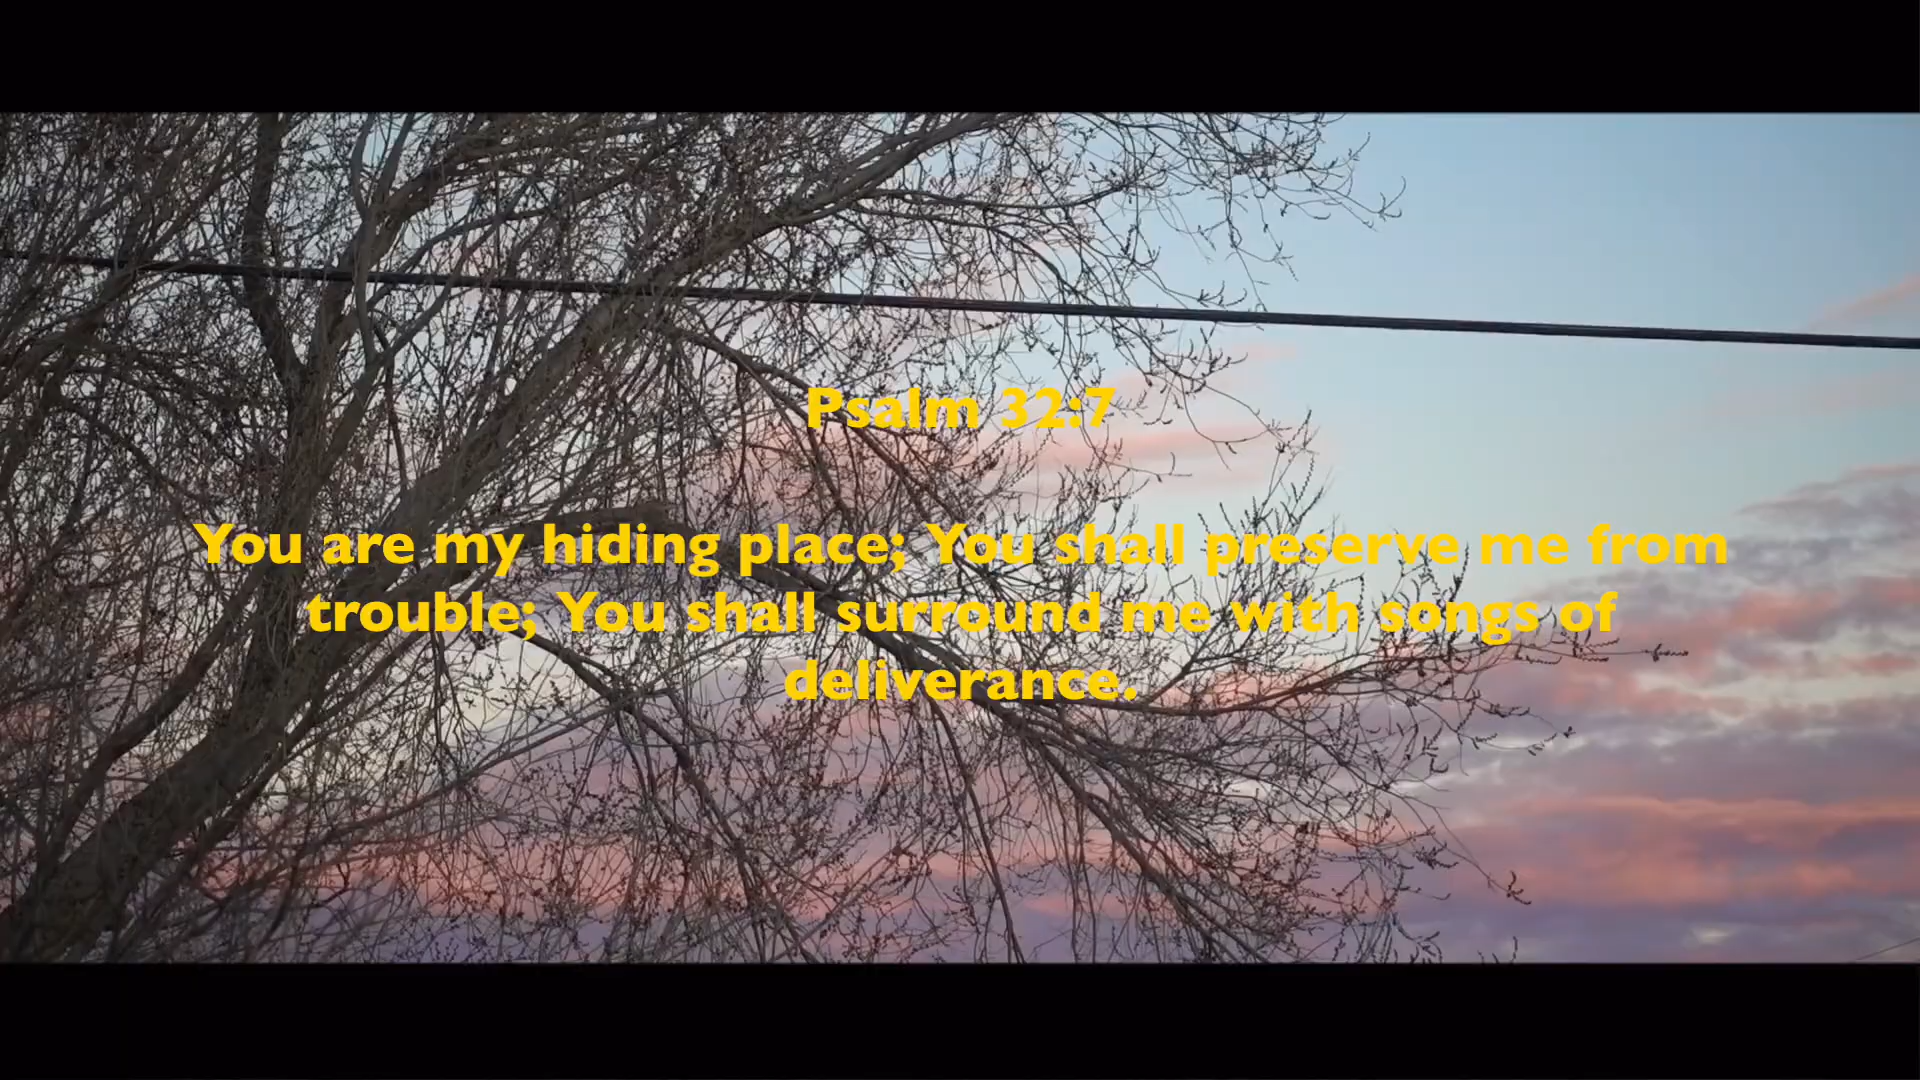 Psalm 32:7
You are my hiding place; You shall preserve me from
trouble; You shall surround me with songs of
deliverance.